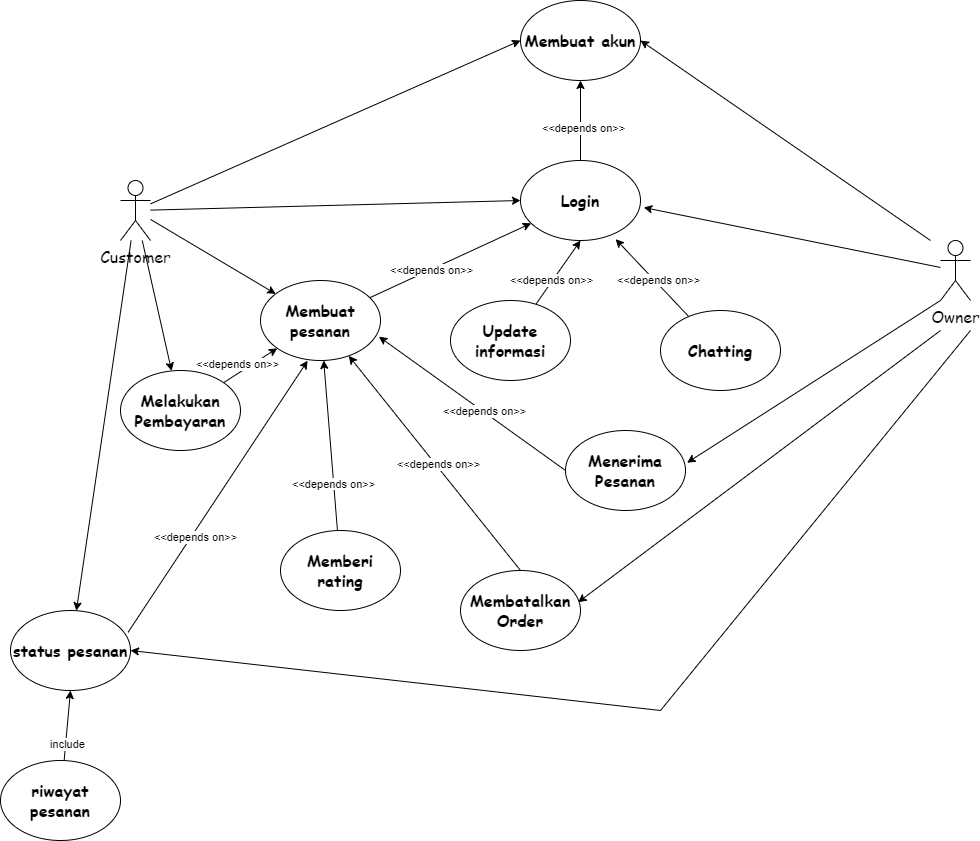 Membuat akun
<<depends on>>
Login
Customer
<<depends on>>
<<depends on>>
<<depends on>>
Owner
Membuat
pesanan
Update
informasi
Chatting
<<depends on>>
Melakukan
Pembayaran
<<depends on>>
<<depends on>>
Menerima
Pesanan
<<depends on>>
<<depends on>>
Memberi
rating
Membatalkan
Order
status pesanan
include
riwayat
pesanan